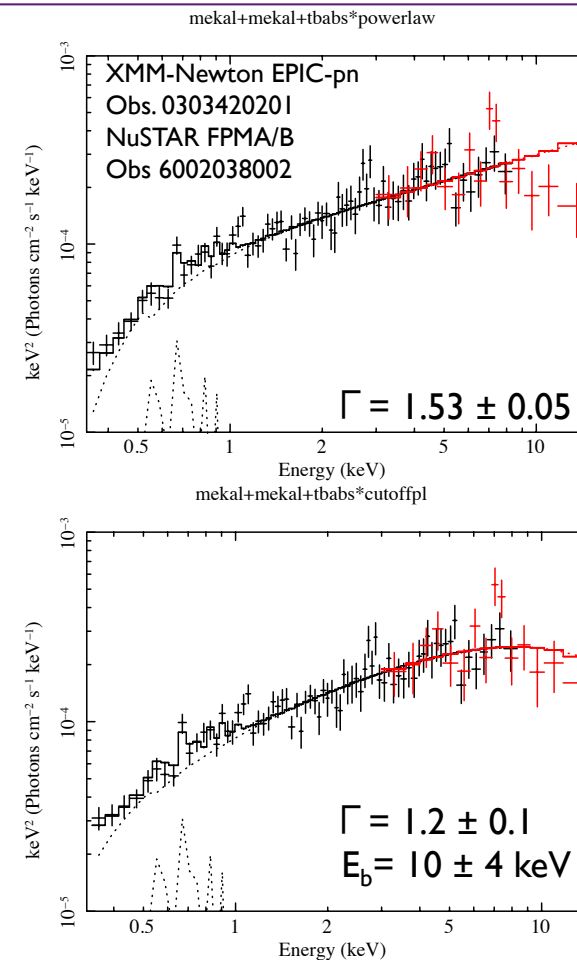 mekal+mekal+tbabs*powerlaw
XMM-Newton EPIC-pn
Obs. 0303420201
NuSTAR FPMA/B
Obs 6002038002
10⁻³
10⁻⁴
10⁻⁵
keV² (Photons cm⁻² s⁻¹ keV⁻¹)
Γ = 1.53 ± 0.05
0.5 1 2 5 10
Energy (keV)
mekal+mekal+tbabs*cutoffpl
10⁻³
10⁻⁴
10⁻⁵
keV² (Photons cm⁻² s⁻¹ keV⁻¹)
Γ = 1.2 ± 0.1
E_b= 10 ± 4 keV
0.5 1 2 5 10
Energy (keV)